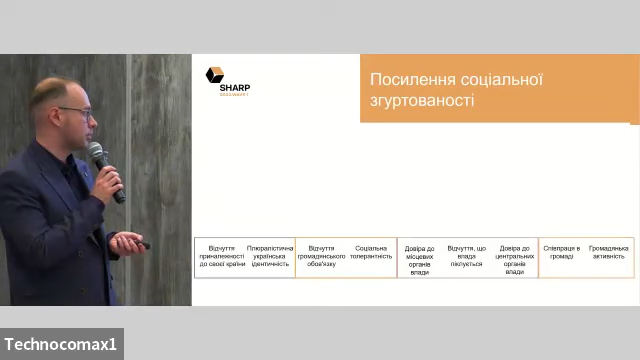 SHARP
Посилення соціальної
згуртованості
Відчуття
приналежності
до своєї країни
Плюралістична
українська
ідентичність
Відчуття
громадянського
обов'язку
Соціальна
толерантність
Довіра до
місцевих
органів
влади
Відчуття, що
влада
піклується
Довіра до
центральних
органів
влади
Співпраця в
громаді
Громадянька
активність
Technocomax1